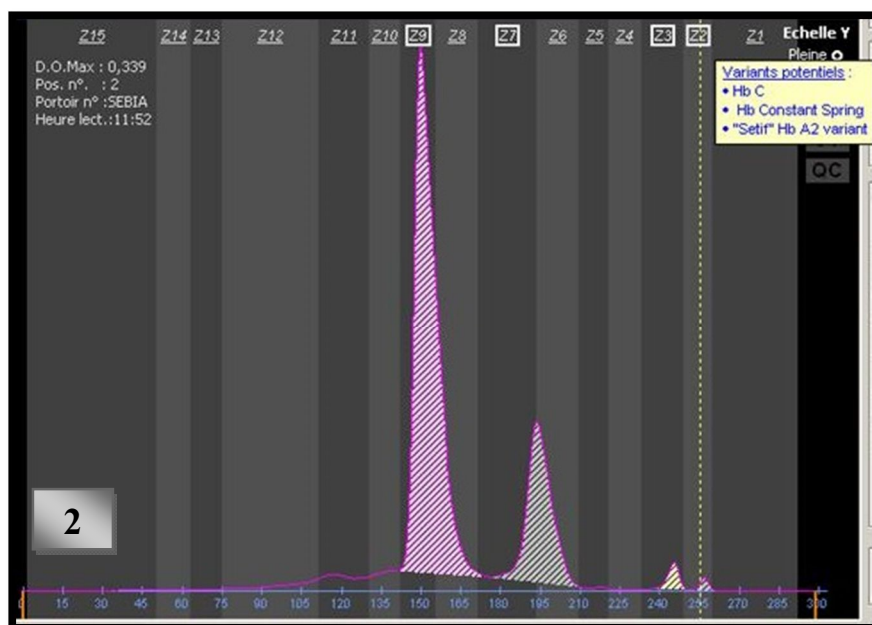 Z15 Z14 Z13 Z12 Z11 Z10 Z9 Z8 Z7 Z6 Z5 Z4 Z3 Z2 Z1 Echelle Y
Pleine
D.O.Max : 0,339
Pos. n°. : 2
Portoir n° :SEBIA
Heure lect.:11:52
Variants potentiels :
• Hb C
• Hb Constant Spring
• "Setif" Hb A2 variant
QC
2
0 15 30 45 60 75 90 105 120 135 150 165 180 195 210 225 240 255 270 285 300